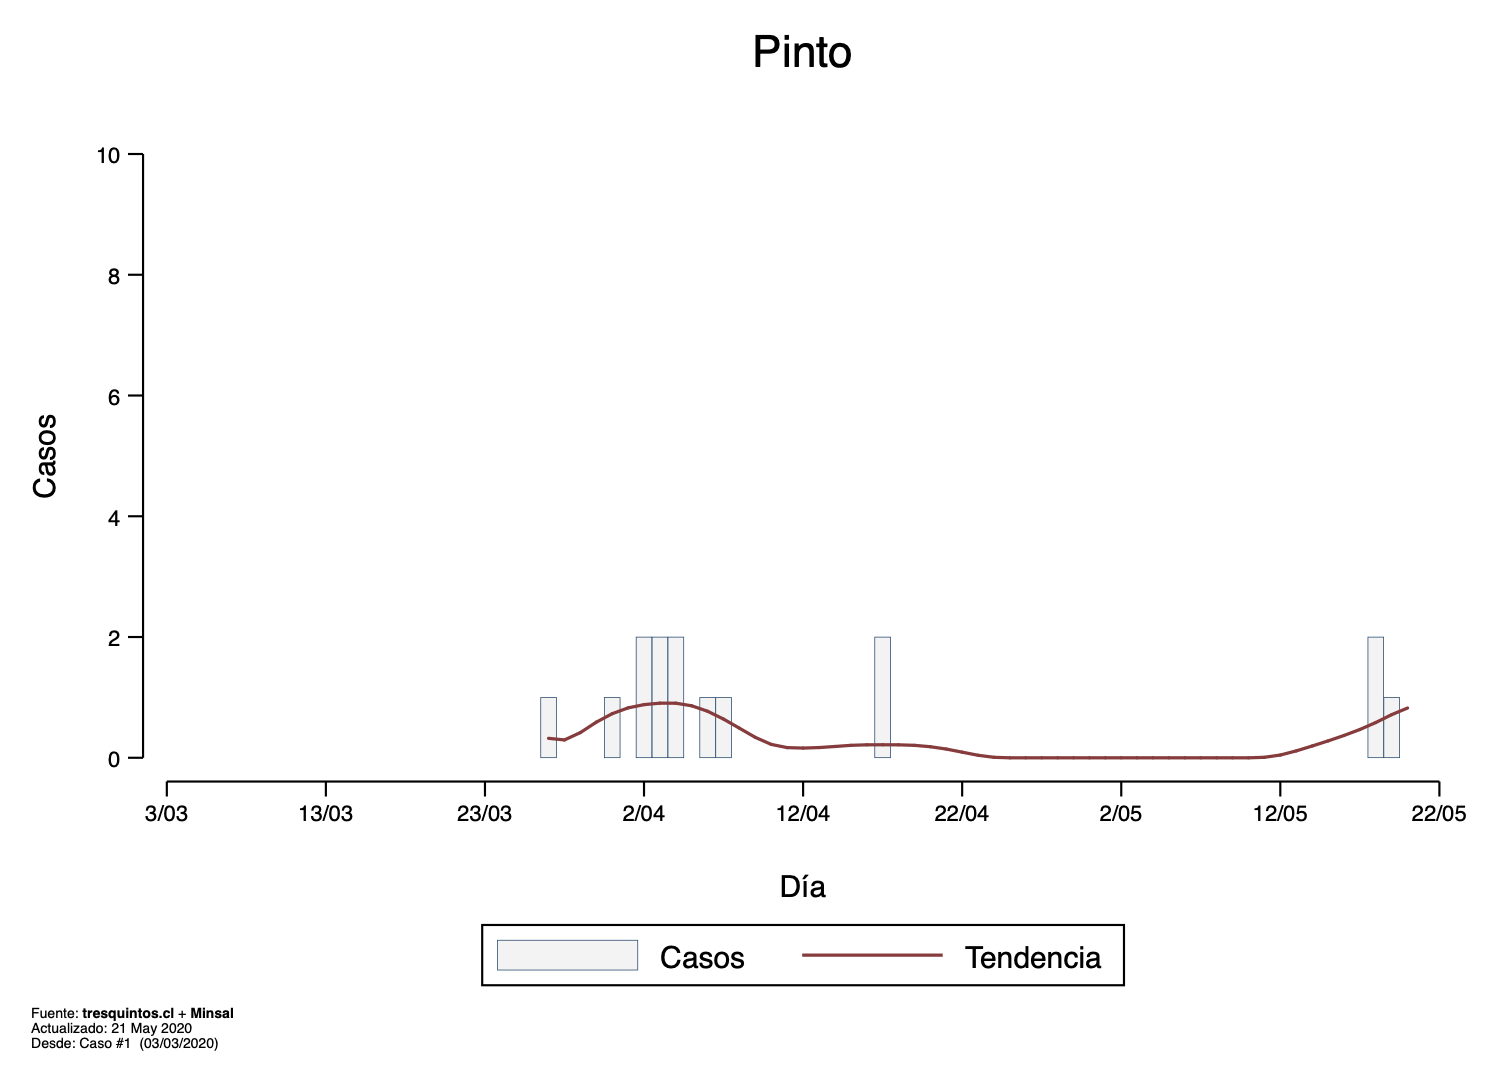 Pinto
10
8
6
4
2
0
Casos
3/03 13/03 23/03 2/04 12/04 22/04 2/05 12/05 22/05
Día
Casos Tendencia
Fuente: tresquintos.cl + Minsal
Actualizado: 21 May 2020
Desde: Caso #1 (03/03/2020)